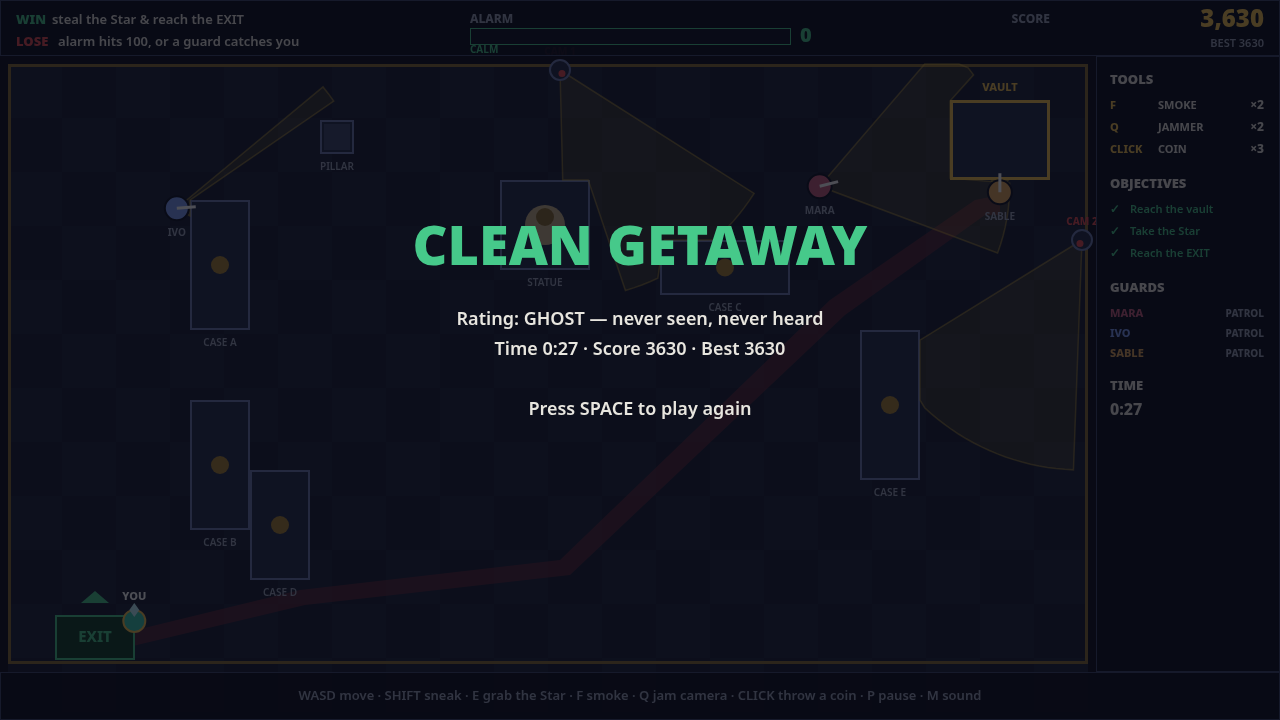 WIN steal the Star & reach the EXIT
LOSE alarm hits 100, or a guard catches you
ALARM
0
CALM
SCORE
3,630
BEST 3630
VAULT
PILLAR
IVO
MARA
SABLE
CAM 2
STATUE
CASE C
CASE A
CLEAN GETAWAY
Rating: GHOST — never seen, never heard
Time 0:27 · Score 3630 · Best 3630
Press SPACE to play again
CASE E
CASE B
CASE D
YOU
EXIT
TOOLS
F SMOKE ×2
Q JAMMER ×2
CLICK COIN ×3
OBJECTIVES
✓ Reach the vault
✓ Take the Star
✓ Reach the EXIT
GUARDS
MARA PATROL
IVO PATROL
SABLE PATROL
TIME
0:27
WASD move · SHIFT sneak · E grab the Star · F smoke · Q jam camera · CLICK throw a coin · P pause · M sound